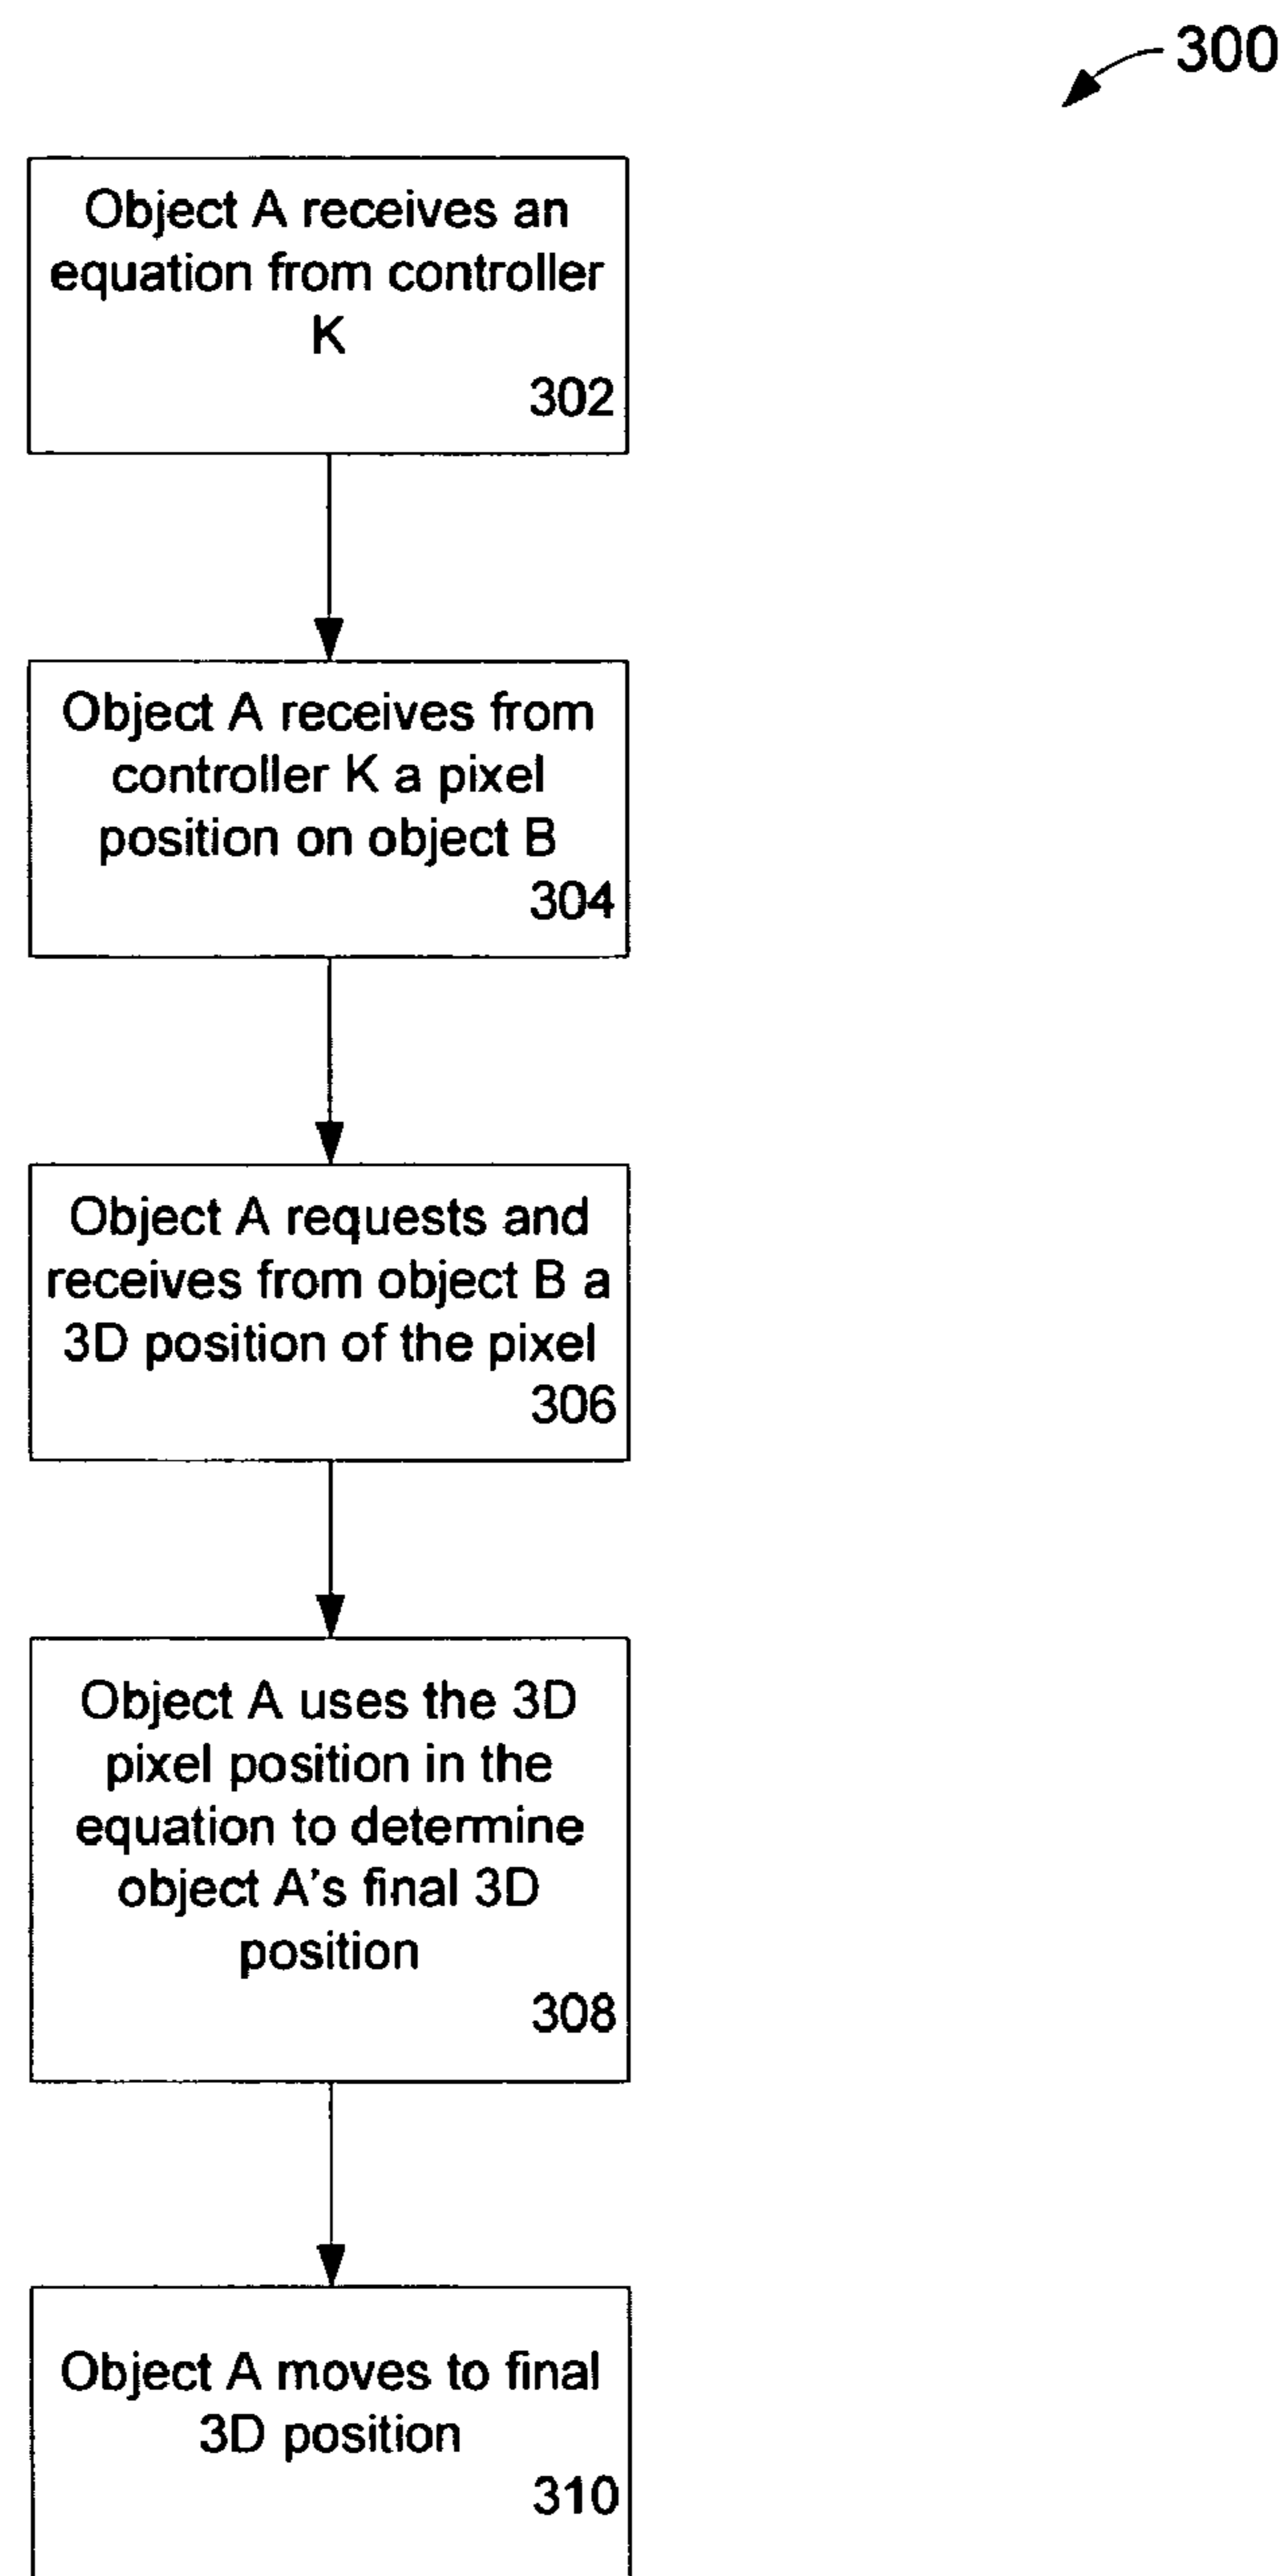 300
Object A receives an
equation from controller
K
302
Object A receives from
controller K a pixel
position on object B
304
Object A requests and
receives from object B a
3D position of the pixel
306
Object A uses the 3D
pixel position in the
equation to determine
object A's final 3D
position
308
Object A moves to final
3D position
310